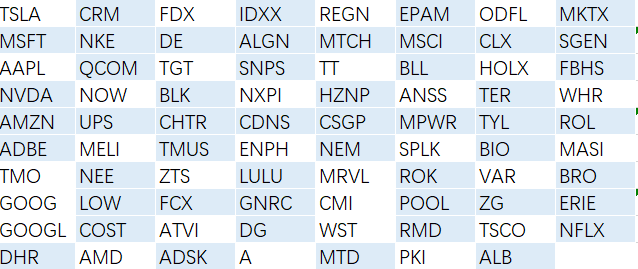 TSLA CRM FDX IDXX REGN EPAM ODFL MKTX
MSFT NKE DE ALGN MTCH MSCI CLX SGEN
AAPL QCOM TGT SNPS TT BLL HOLX FBHS
NVDA NOW BLK NXPI HZNP ANSS TER WHR
AMZN UPS CHTR CDNS CSGP MPWR TYL ROL
ADBE MELI TMUS ENPH NEM SPLK BIO MASI
TMO NEE ZTS LULU MRVL ROK VAR BRO
GOOG LOW FCX GNRC CMI POOL ZG ERIE
GOOGL COST ATVI DG WST RMD TSCO NFLX
DHR AMD ADSK A MTD PKI ALB